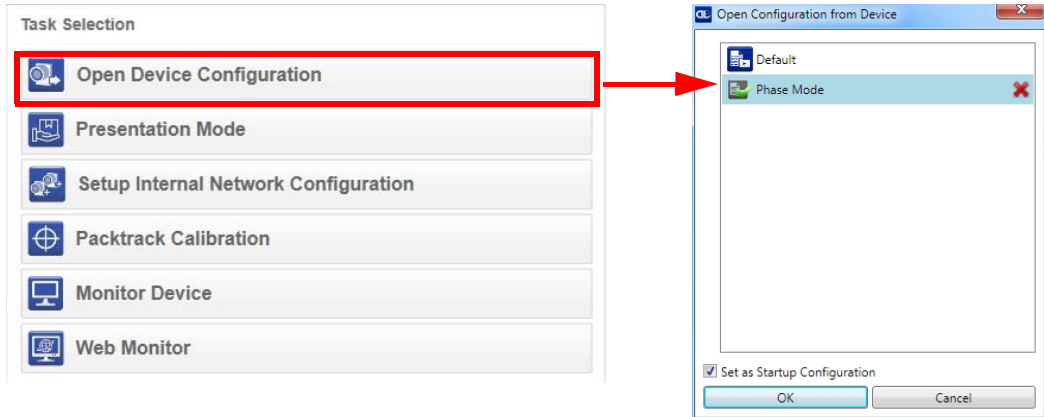 Task Selection
Open Device Configuration
Presentation Mode
Setup Internal Network Configuration
Packtrack Calibration
Monitor Device
Web Monitor
Open Configuration from Device
Default
Phase Mode
Set as Startup Configuration
OK
Cancel